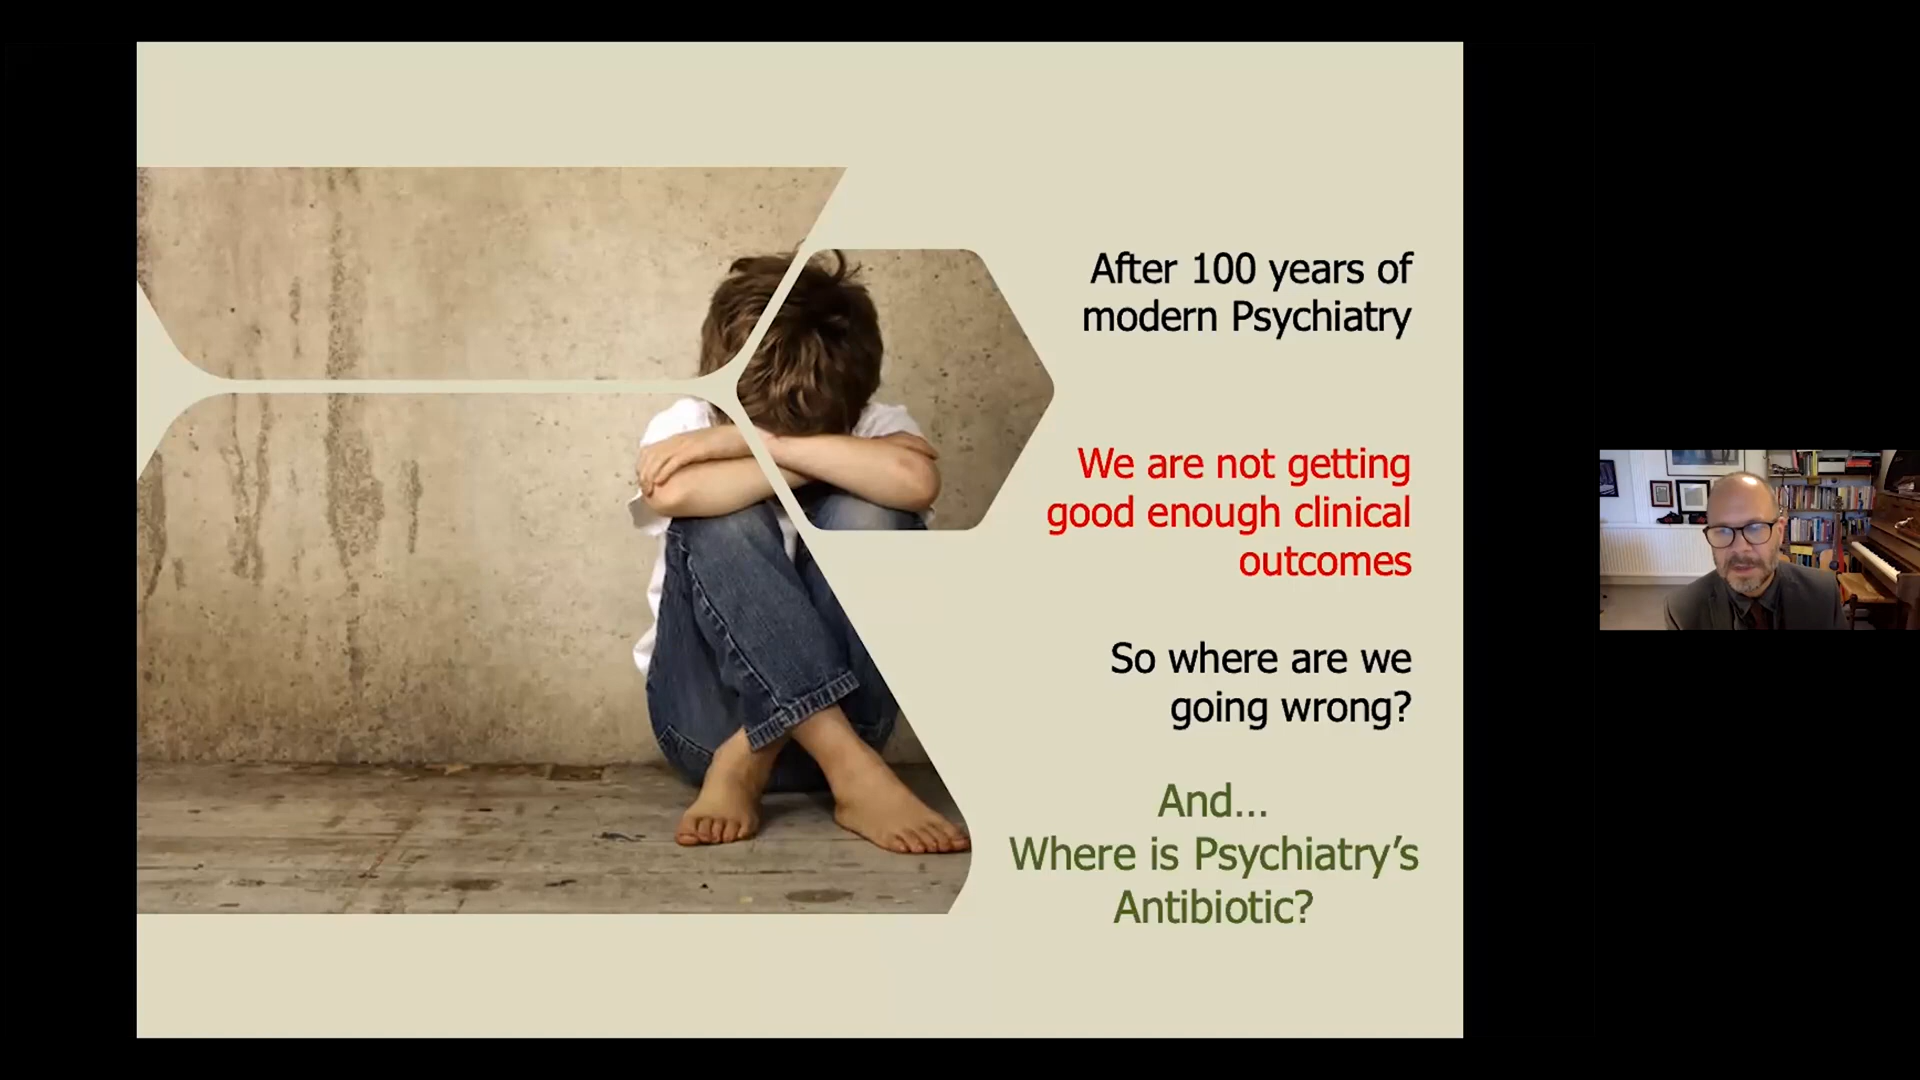 After 100 years of
modern Psychiatry
We are not getting
good enough clinical
outcomes
So where are we
going wrong?
And...
Where is Psychiatry’s
Antibiotic?